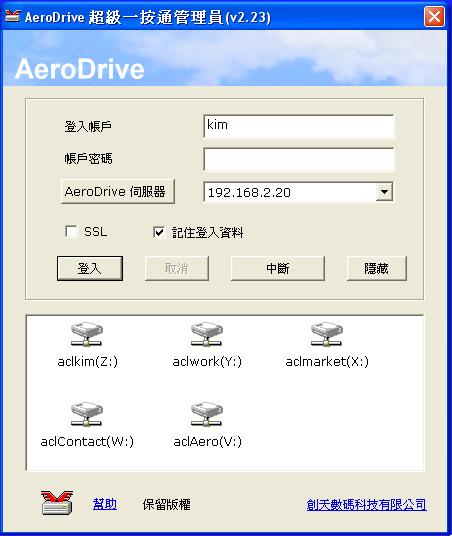 AeroDrive 超級一按通管理員(v2.23)
AeroDrive
登入帳戶 kim
帳戶密碼
AeroDrive 伺服器 192.168.2.20
SSL 記住登入資料
登入 取消 中斷 隱藏
aclkim(Z:) aclwork(Y:) aclmarket(X:)
aclContact(W:) aclAero(V:)
幫助 保留版權 創天數碼科技有限公司